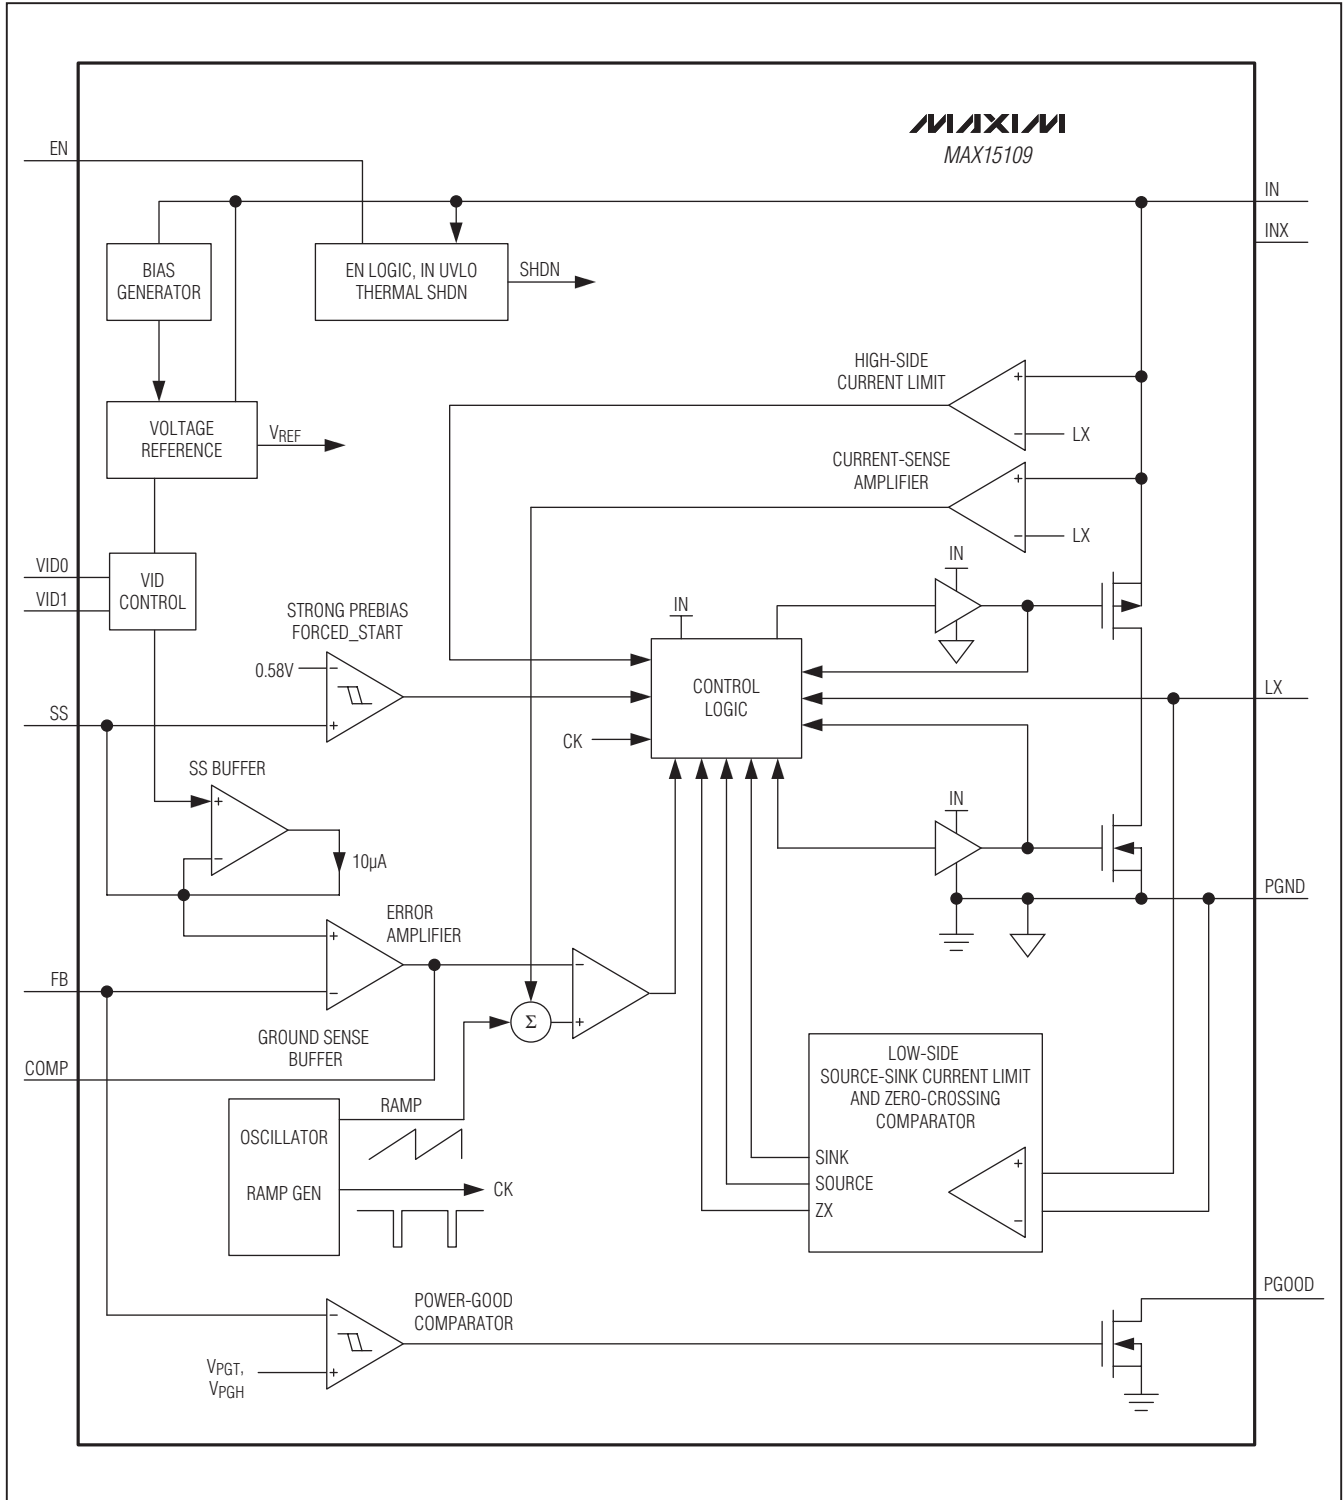 MAXIM
MAX15109
EN
IN
INX
BIAS
GENERATOR
EN LOGIC, IN UVLO
THERMAL SHDN
SHDN
HIGH-SIDE
CURRENT LIMIT
+
−
LX
VOLTAGE
REFERENCE
VREF
CURRENT-SENSE
AMPLIFIER
+
−
LX
VID0
VID1
VID
CONTROL
IN
STRONG PREBIAS
FORCED_START
0.58V
−
+
IN
CONTROL
LOGIC
CK
SS
LX
SS BUFFER
+
−
10µA
IN
PGND
ERROR
AMPLIFIER
+
−
FB
−
+
Σ
GROUND SENSE
BUFFER
COMP
LOW-SIDE
SOURCE-SINK CURRENT LIMIT
AND ZERO-CROSSING
COMPARATOR
SINK
SOURCE
ZX
+
−
OSCILLATOR
RAMP GEN
RAMP
CK
PGOOD
POWER-GOOD
COMPARATOR
−
+
VPGT,
VPGH